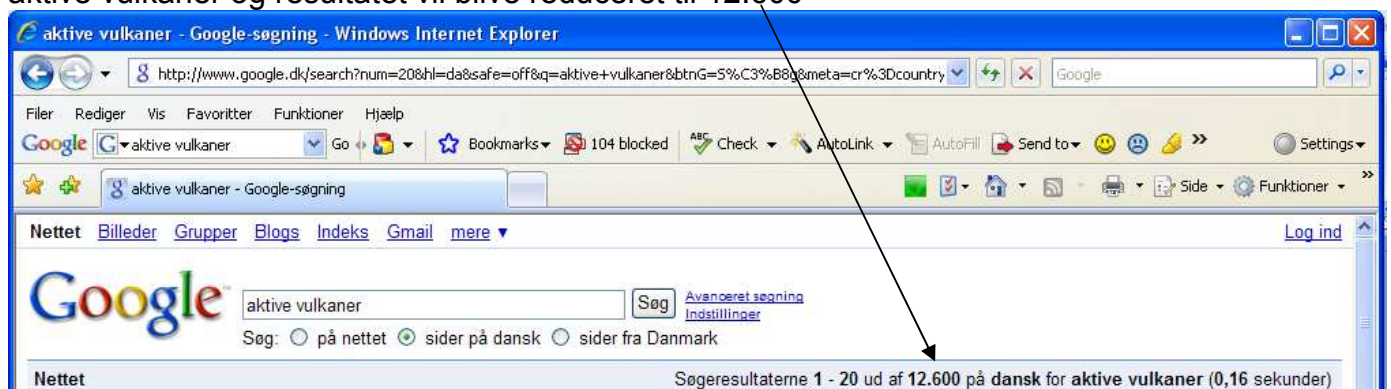 aktive vulkaner og resultatet vil blive reduceret til 12.600
aktive vulkaner - Google-søgning - Windows Internet Explorer
http://www.google.dk/search?num=20&hl=da&safe=off&q=aktive+vulkaner&btnG=S%C3%B8g&meta=cr%3Dcountry Google
Filer Rediger Vis Favoritter Funktioner Hjælp
Google G aktive vulkaner Go Bookmarks 104 blocked ABC Check AutoLink AutoFill Send to Settings
aktive vulkaner - Google-søgning Side Funktioner
Nettet Billeder Grupper Blogs Indeks Gmail mere Log ind
Google™ aktive vulkaner Søg Avanceret søgning
Indstillinger
Søg: på nettet sider på dansk sider fra Danmark
Nettet Søgeresultaterne 1 - 20 ud af 12.600 på dansk for aktive vulkaner (0,16 sekunder)